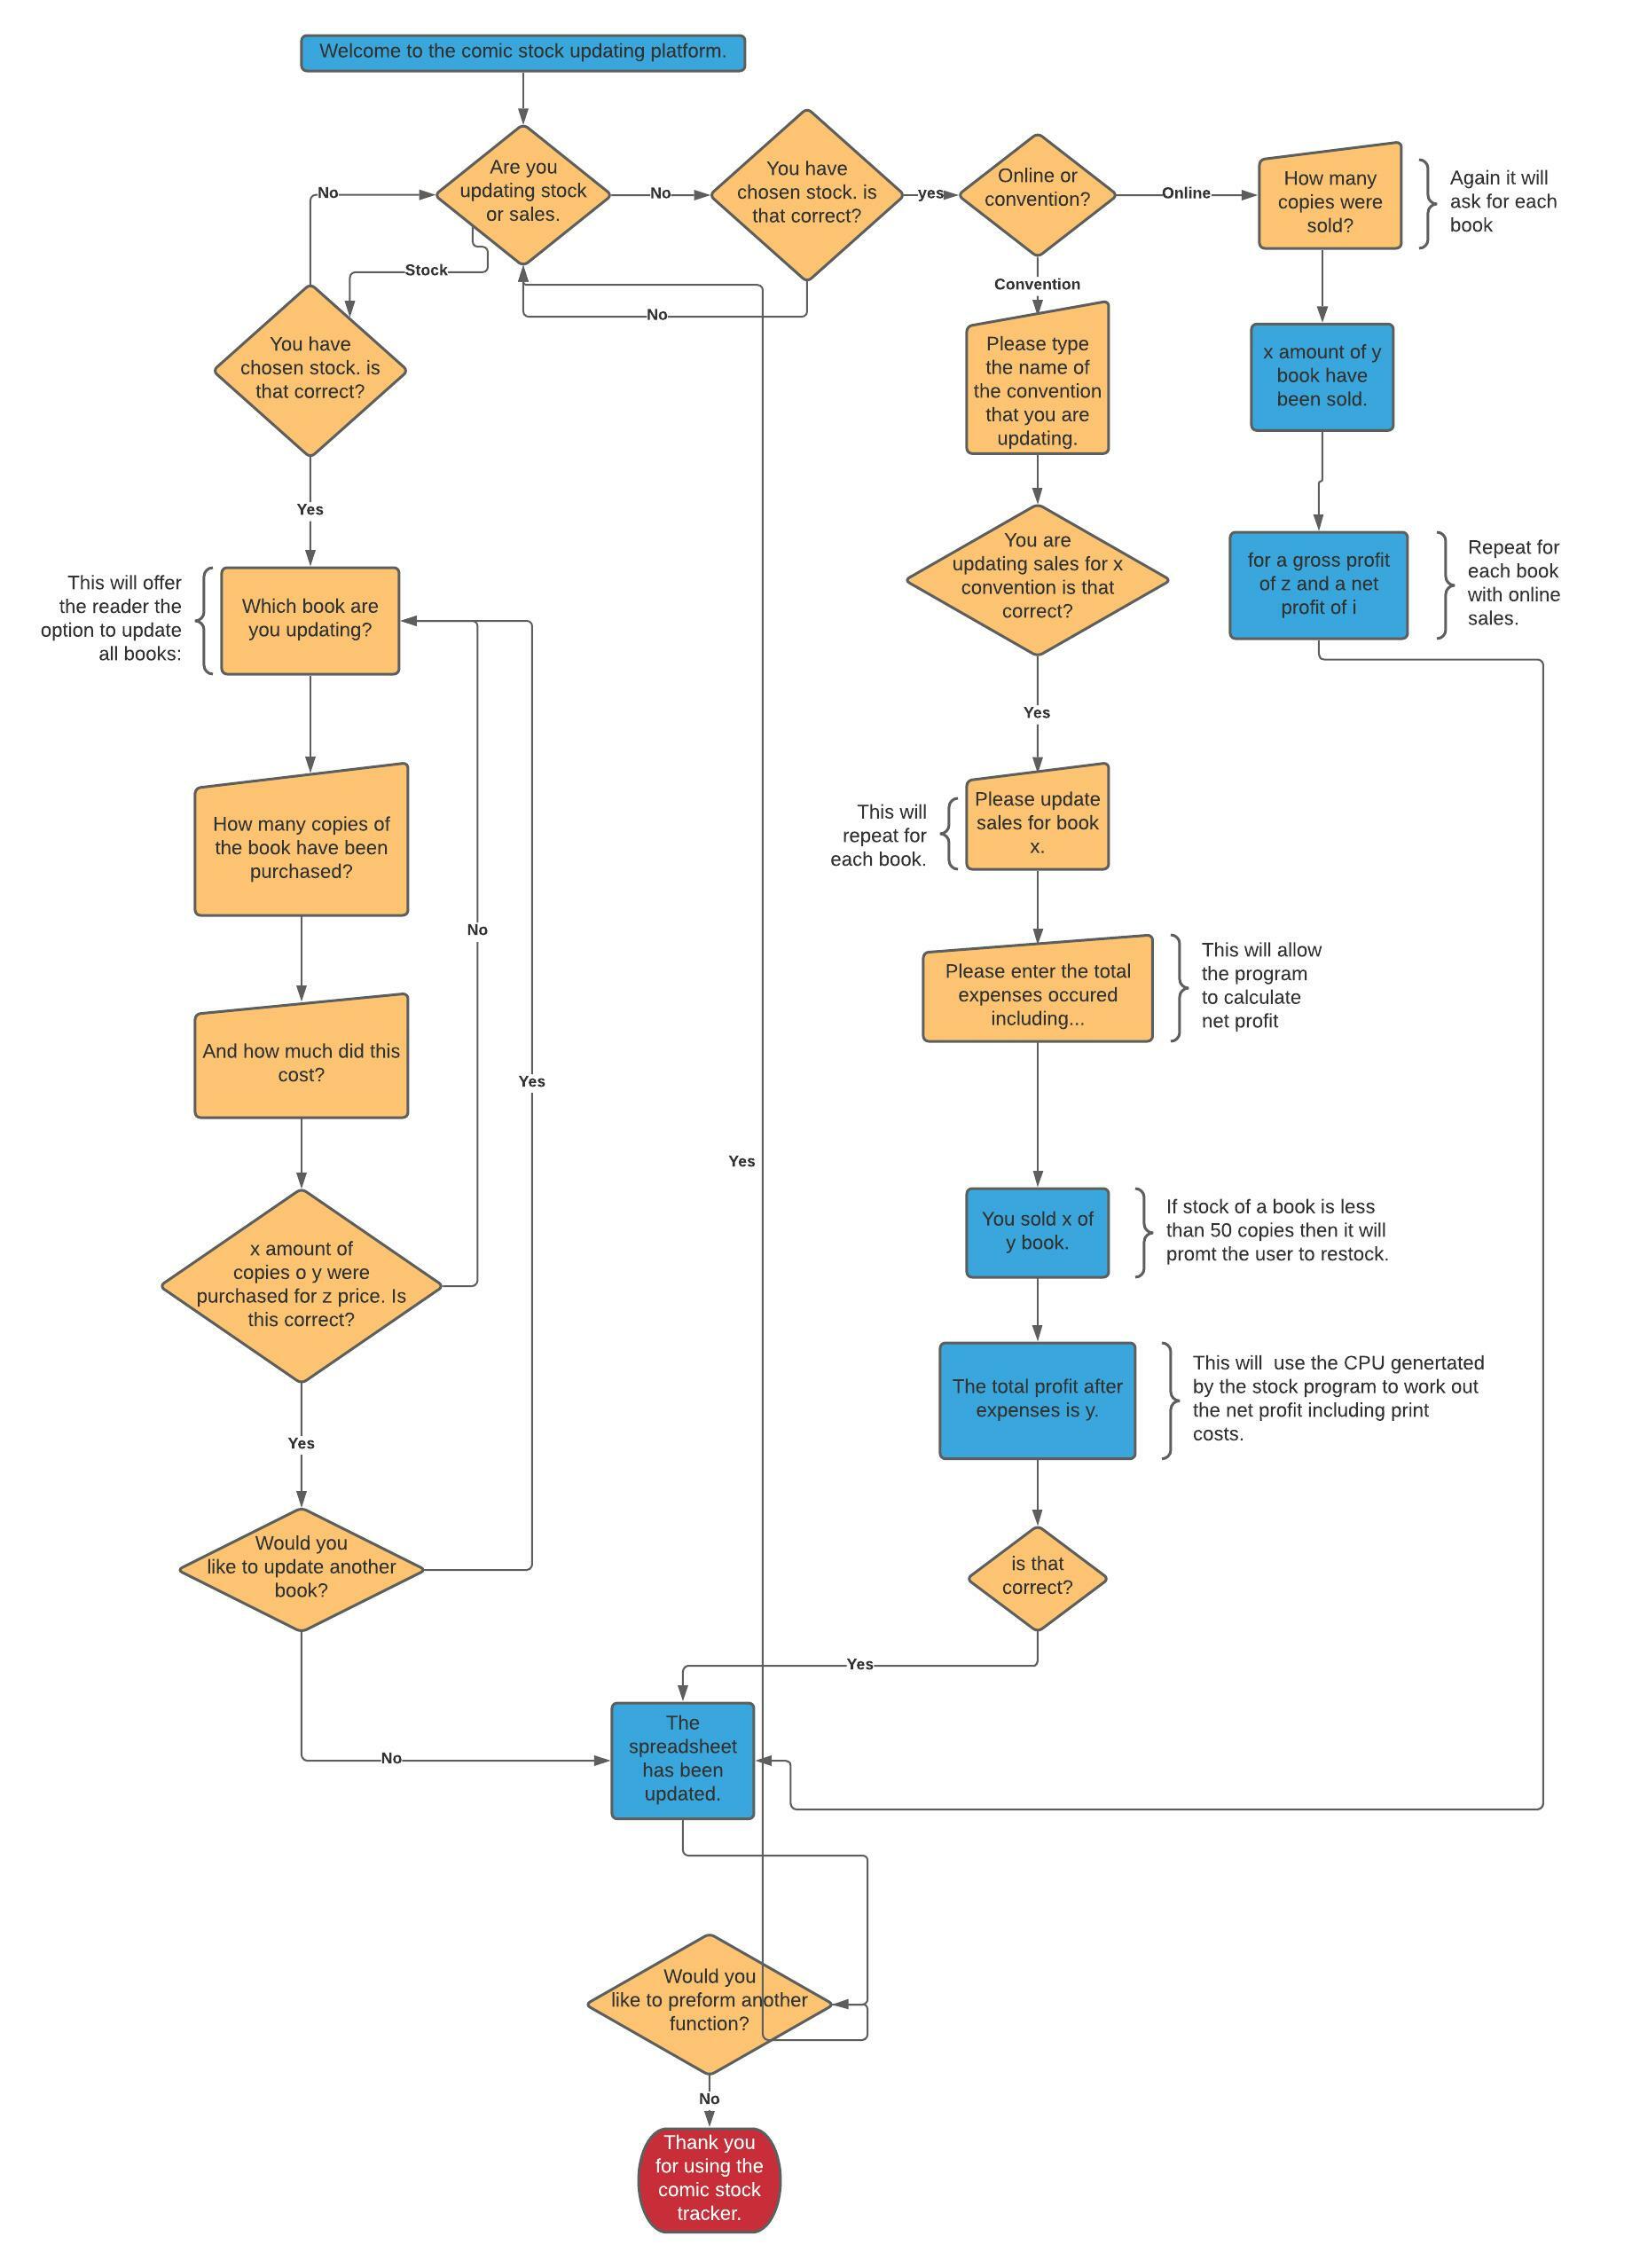 Welcome to the comic stock updating platform.
Are you
updating stock
or sales.
No
No
Stock
You have
chosen stock. is
that correct?
yes
No
Online or
convention?
Online
Convention
How many
copies were
sold?
Again it will
ask for each
book
You have
chosen stock. is
that correct?
Yes
Please type
the name of
the convention
that you are
updating.
x amount of y
book have
been sold.
You are
updating sales for x
convention is that
correct?
Yes
for a gross profit
of z and a net
profit of i
Repeat for
each book
with online
sales.
This will offer
the reader the
option to update
all books:
Which book are
you updating?
How many copies of
the book have been
purchased?
And how much did this
cost?
x amount of
copies o y were
purchased for z price. Is
this correct?
No
Yes
Would you
like to update another
book?
Yes
No
This will
repeat for
each book.
Please update
sales for book
x.
Please enter the total
expenses occured
including...
This will allow
the program
to calculate
net profit
You sold x of
y book.
If stock of a book is less
than 50 copies then it will
promt the user to restock.
The total profit after
expenses is y.
This will  use the CPU genertated
by the stock program to work out
the net profit including print
costs.
is that
correct?
Yes
The
spreadsheet
has been
updated.
Would you
like to preform another
function?
Yes
No
Thank you
for using the
comic stock
tracker.